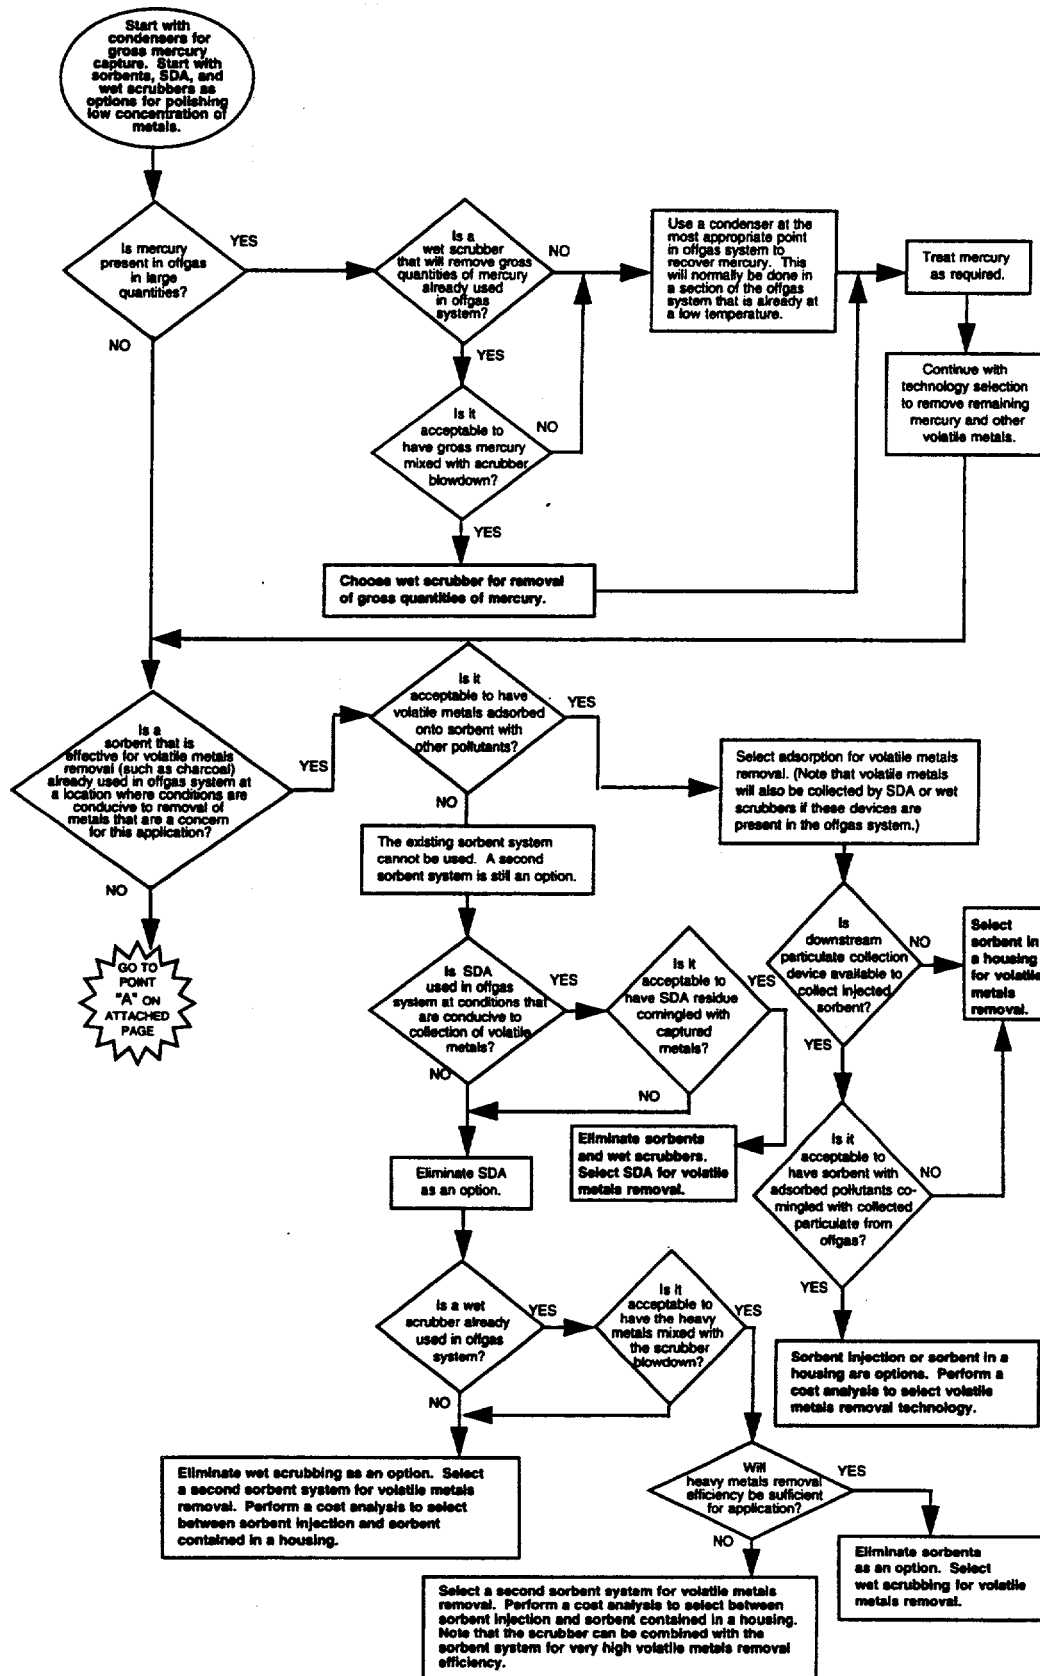 Start with
condensers for
gross mercury
capture. Start with
sorbents, SDA, and
wet scrubbers as
options for polishing
low concentration of
metals.
Is mercury
present in offgas
in large
quantities?
YES
NO
Is a
wet scrubber
that will remove gross
quantities of mercury
already used
in offgas
system?
NO
YES
Use a condenser at the
most appropriate point
in offgas system to
recover mercury. This
will normally be done in
a section of the offgas
system that is already at
a low temperature.
Treat mercury
as required.
Continue with
technology selection
to remove remaining
mercury and other
volatile metals.
Is it
acceptable to
have gross mercury
mixed with scrubber
blowdown?
NO
YES
Choose wet scrubber for removal
of gross quantities of mercury.
Is a
sorbent that is
effective for volatile metals
removal (such as charcoal)
already used in offgas system at
a location where conditions are
conducive to removal of
metals that are a concern
for this application?
YES
NO
GO TO
POINT
"A" ON
ATTACHED
PAGE
Is it
acceptable to have
volatile metals adsorbed
onto sorbent with
other pollutants?
YES
NO
Select adsorption for volatile metals
removal. (Note that volatile metals
will also be collected by SDA or wet
scrubbers if these devices are
present in the offgas system.)
The existing sorbent system
cannot be used. A second
sorbent system is still an option.
Is
downstream
particulate collection
device available to
collect injected
sorbent?
NO
YES
Select
sorbent in
a housing
for volatile
metals
removal.
Is SDA
used in offgas
system at conditions that
are conducive to
collection of volatile
metals?
YES
NO
Is it
acceptable to
have SDA residue
comingled with
captured
metals?
YES
NO
Eliminate sorbents
and wet scrubbers.
Select SDA for volatile
metals removal.
Is it
acceptable to
have sorbent with
adsorbed pollutants co-
mingled with collected
particulate from
offgas?
NO
YES
Eliminate SDA
as an option.
Is a wet
scrubber already
used in offgas
system?
YES
NO
Is it
acceptable to
have the heavy
metals mixed with
the scrubber
blowdown?
YES
Sorbent injection or sorbent in a
housing are options. Perform a
cost analysis to select volatile
metals removal technology.
Eliminate wet scrubbing as an option. Select
a second sorbent system for volatile metals
removal. Perform a cost analysis to select
between sorbent injection and sorbent
contained in a housing.
Will
heavy metals removal
efficiency be sufficient
for application?
YES
NO
Eliminate sorbents
as an option. Select
wet scrubbing for volatile
metals removal.
Select a second sorbent system for volatile metals
removal. Perform a cost analysis to select between
sorbent injection and sorbent contained in a housing.
Note that the scrubber can be combined with the
sorbent system for very high volatile metals removal
efficiency.